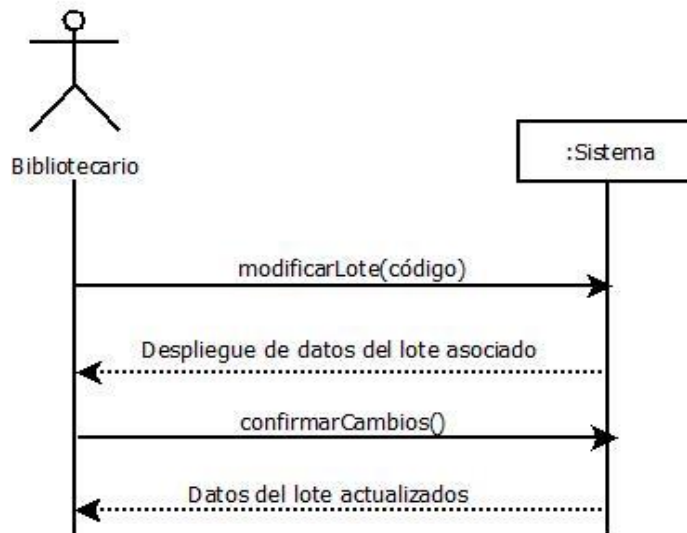 Bibliotecario
:Sistema
modificarLote(código)
Despliegue de datos del lote asociado
confirmarCambios()
Datos del lote actualizados